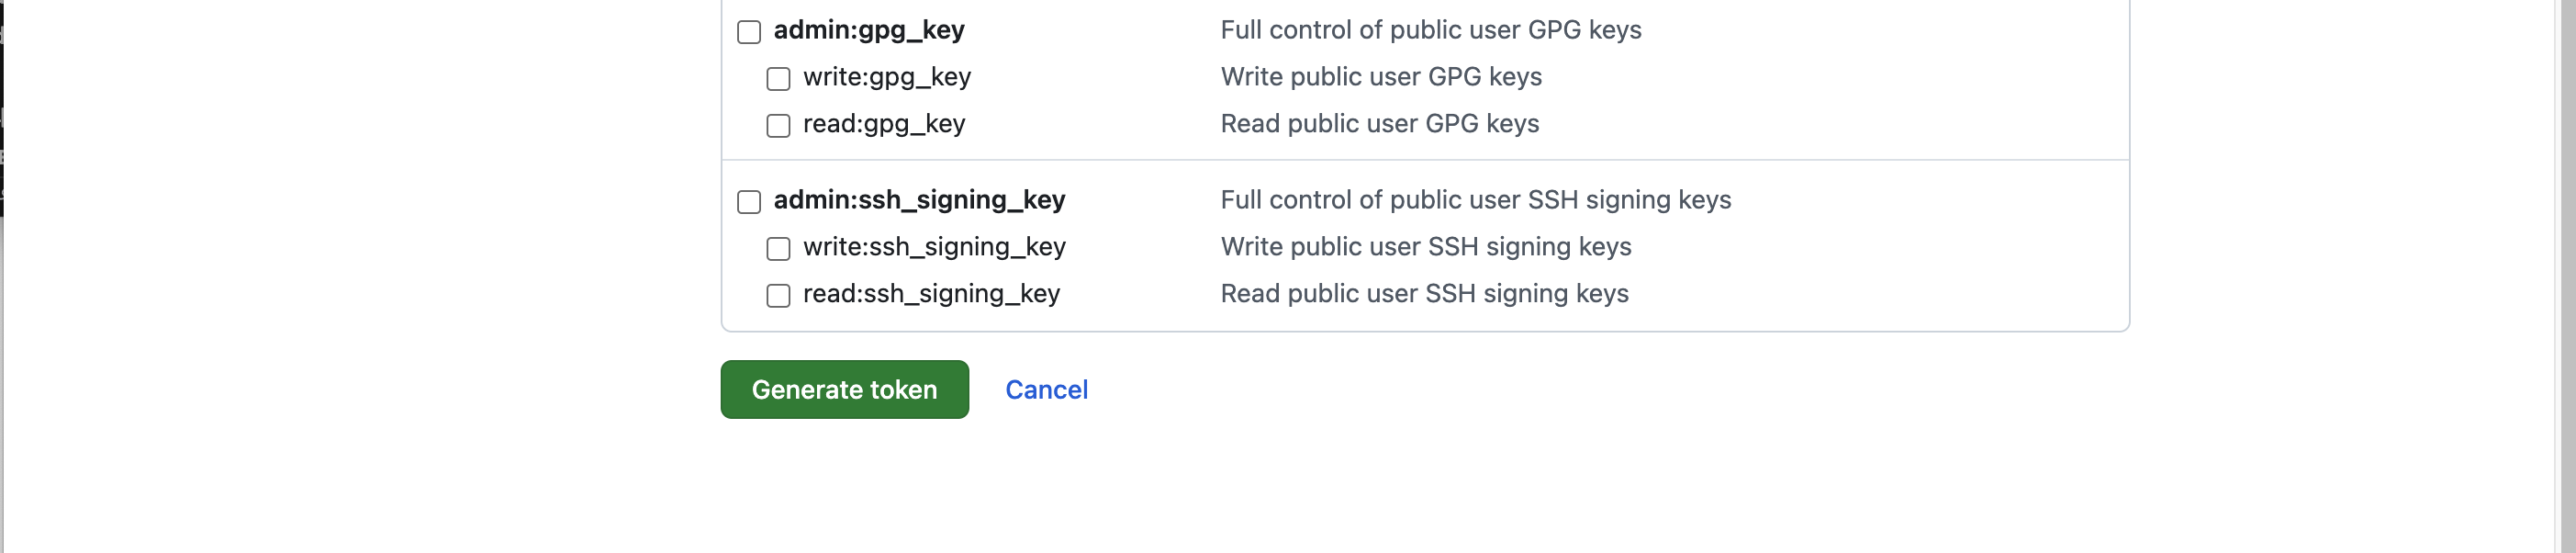 admin:gpg_key Full control of public user GPG keys
write:gpg_key Write public user GPG keys
read:gpg_key Read public user GPG keys
admin:ssh_signing_key Full control of public user SSH signing keys
write:ssh_signing_key Write public user SSH signing keys
read:ssh_signing_key Read public user SSH signing keys
Generate token Cancel